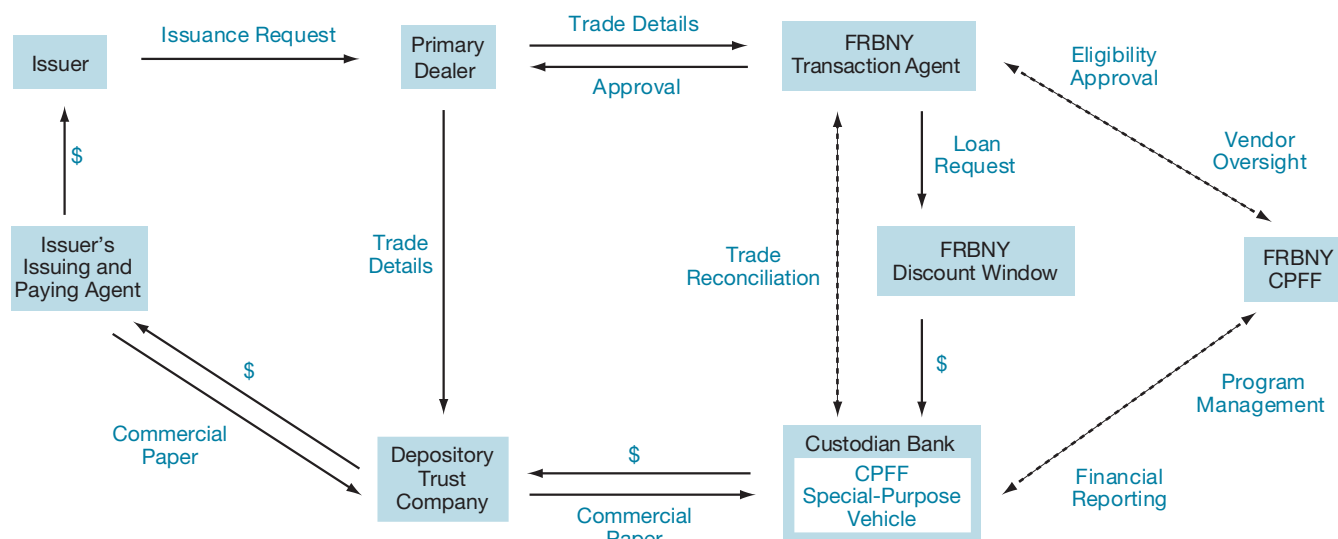 Issuance Request
Trade Details
Issuer
Primary
Dealer
FRBNY
Transaction Agent
Eligibility
Approval
Approval
$
Loan
Request
Vendor
Oversight
Issuer's
Issuing and
Paying Agent
Trade
Details
Trade
Reconciliation
FRBNY
Discount Window
FRBNY
CPFF
$
$
Program
Management
Commercial
Paper
Depository
Trust
Company
$
Custodian Bank
CPFF
Special-Purpose
Vehicle
Financial
Reporting
Commercial
Paper